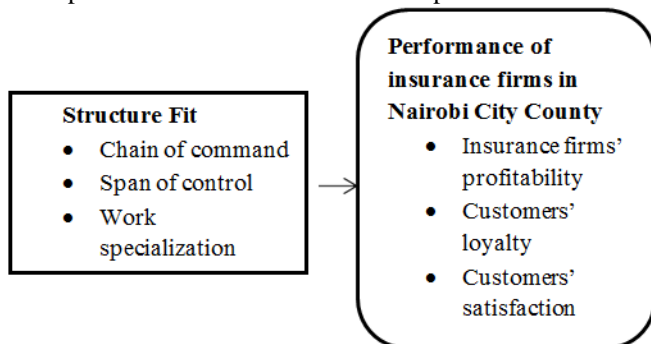 Performance of
insurance firms in
Nairobi City County
• Insurance firms’
profitability
• Customers’
loyalty
• Customers’
satisfaction
Structure Fit
• Chain of command
• Span of control
• Work
specialization